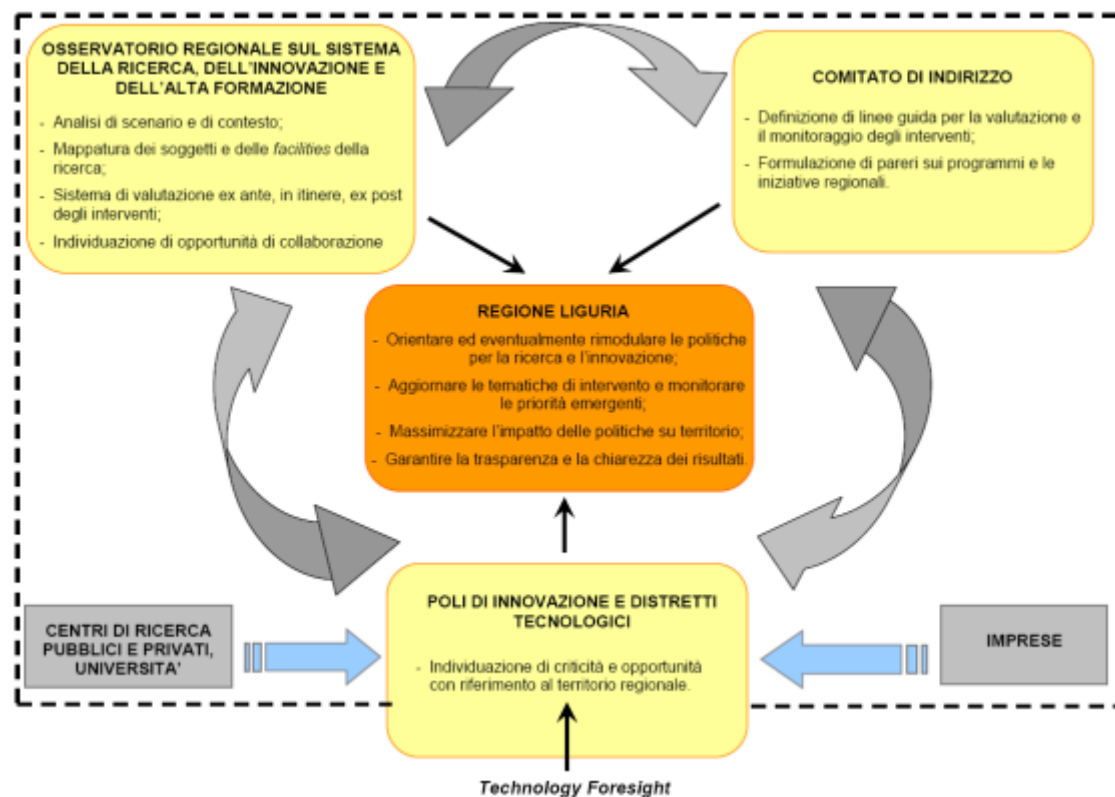 OSSERVATORIO REGIONALE SUL SISTEMA
DELLA RICERCA, DELL'INNOVAZIONE E
DELL'ALTA FORMAZIONE
- Analisi di scenario e di contesto;
- Mappatura dei soggetti e delle facilities della
ricerca;
- Sistema di valutazione ex ante, in itinere, ex post
degli interventi;
- Individuazione di opportunità di collaborazione
COMITATO DI INDIRIZZO
- Definizione di linee guida per la valutazione e
il monitoraggio degli interventi;
- Formulazione di pareri sui programmi e le
iniziative regionali.
REGIONE LIGURIA
- Orientare ed eventualmente rimodulare le politiche
per la ricerca e l'innovazione;
- Aggiornare le tematiche di intervento e monitorare
le priorità emergenti;
- Massimizzare l'impatto delle politiche su territorio;
- Garantire la trasparenza e la chiarezza dei risultati.
CENTRI DI RICERCA
PUBBLICI E PRIVATI,
UNIVERSITA'
POLI DI INNOVAZIONE E DISTRETTI
TECNOLOGICI
- Individuazione di criticità e opportunità
con riferimento al territorio regionale.
IMPRESE
Technology Foresight